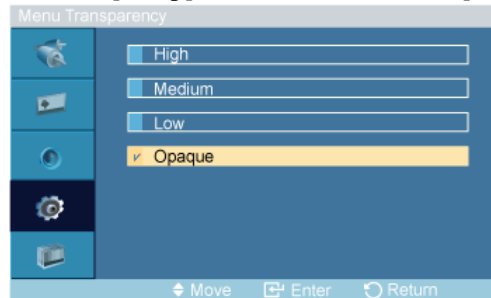 Menu Transparency
High
Medium
Low
Opaque
Move Enter Return